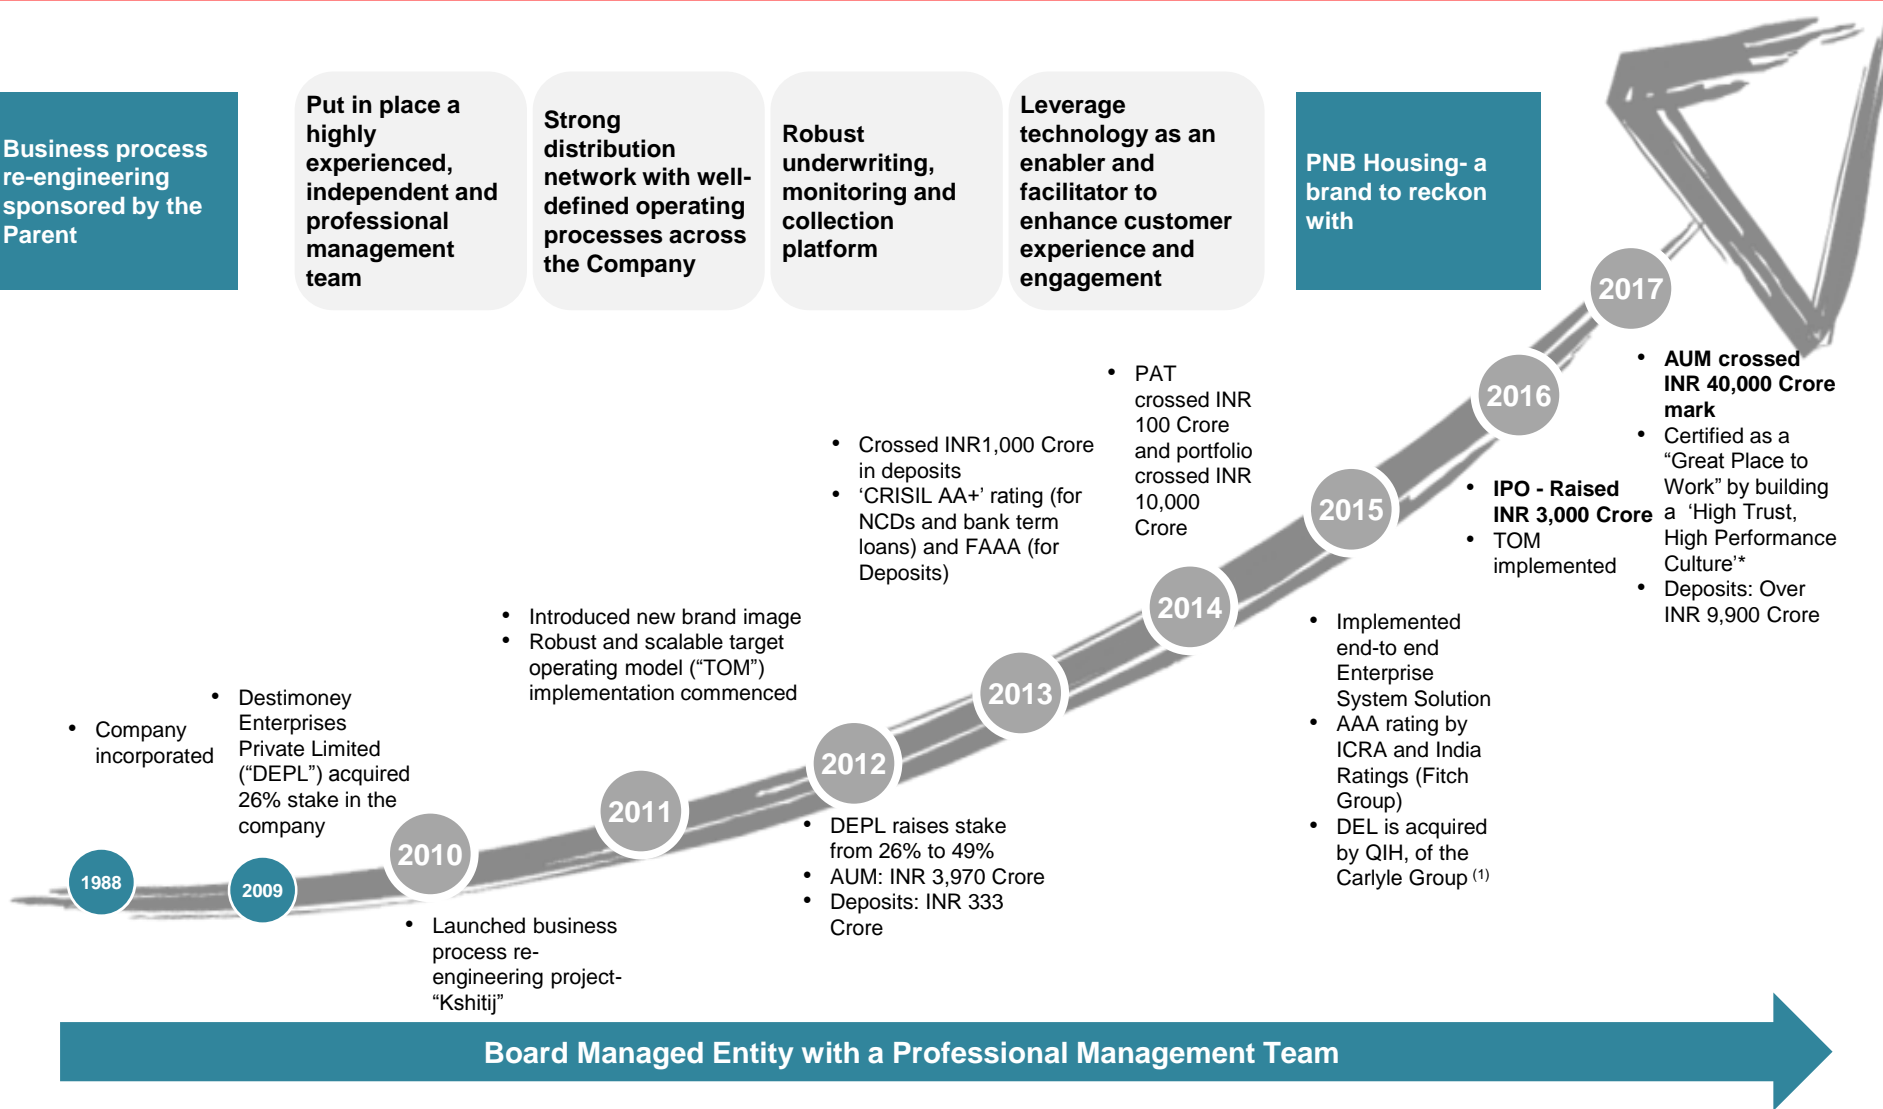 Business process
re-engineering
sponsored by the
Parent
Put in place a
highly
experienced,
independent and
professional
management
team
Strong
distribution
network with well-
defined operating
processes across
the Company
Robust
underwriting,
monitoring and
collection
platform
Leverage
technology as an
enabler and
facilitator to
enhance customer
experience and
engagement
PNB Housing- a
brand to reckon
with
1988
• Company
incorporated
2009
• Destimoney
Enterprises
Private Limited
(“DEPL”) acquired
26% stake in the
company
2010
• Launched business
process re-
engineering project-
“Kshitij”
2011
• Introduced new brand image
• Robust and scalable target
operating model (“TOM”)
implementation commenced
2012
• DEPL raises stake
from 26% to 49%
• AUM: INR 3,970 Crore
• Deposits: INR 333
Crore
2013
• Crossed INR1,000 Crore
in deposits
• ‘CRISIL AA+’ rating (for
NCDs and bank term
loans) and FAAA (for
Deposits)
2014
• PAT
crossed INR
100 Crore
and portfolio
crossed INR
10,000
Crore
2015
• Implemented
end-to end
Enterprise
System Solution
• AAA rating by
ICRA and India
Ratings (Fitch
Group)
• DEL is acquired
by QIH, of the
Carlyle Group (1)
2016
• IPO - Raised
INR 3,000 Crore
• TOM
implemented
2017
• AUM crossed
INR 40,000 Crore
mark
• Certified as a
“Great Place to
Work” by building
a ‘High Trust,
High Performance
Culture’*
• Deposits: Over
INR 9,900 Crore
Board Managed Entity with a Professional Management Team